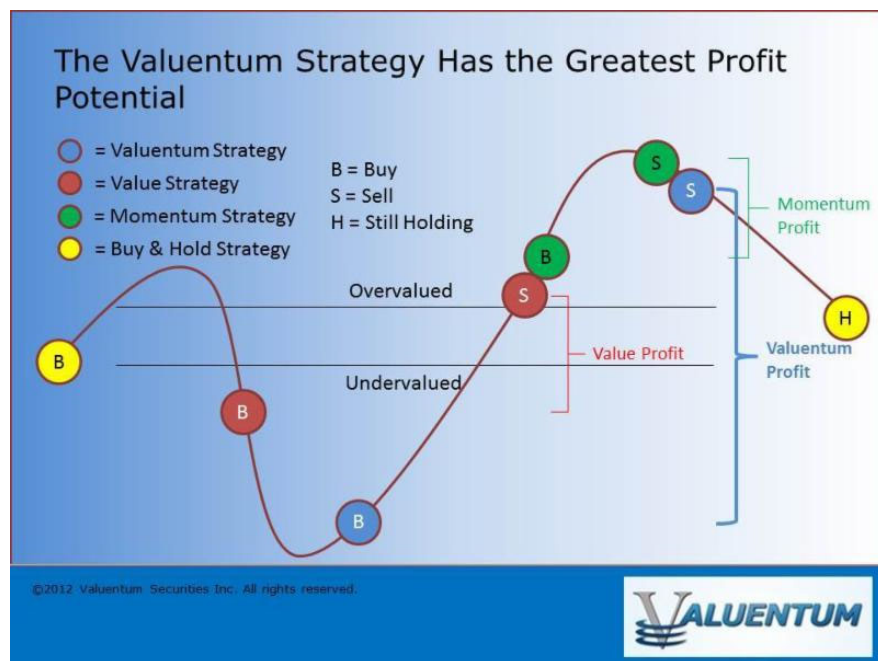 The Valuentum Strategy Has the Greatest Profit
Potential
= Valuentum Strategy
= Value Strategy
= Momentum Strategy
= Buy & Hold Strategy
B = Buy
S = Sell
H = Still Holding
S
S
Momentum
Profit
B
Overvalued
S
H
B
Value Profit
Valuentum
Profit
Undervalued
B
B
©2012 Valuentum Securities Inc. All rights reserved.
VALUENTUM